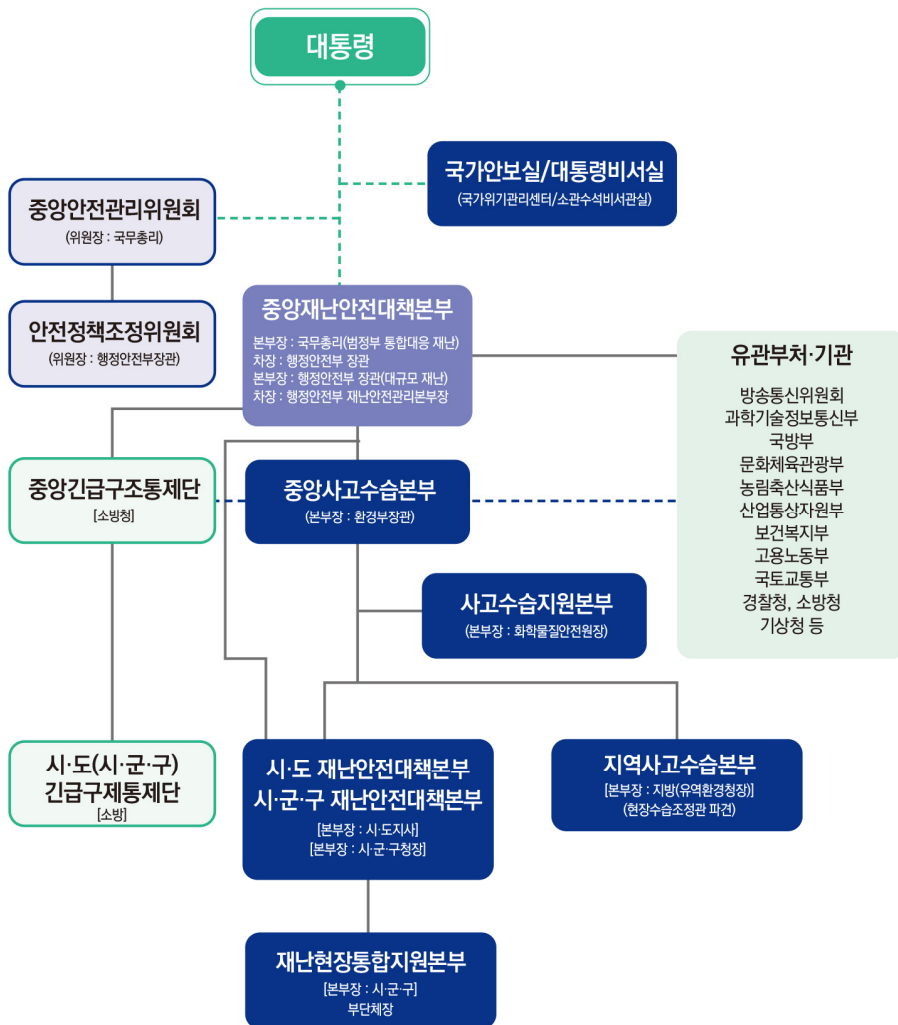 대통령
국가안보실/대통령비서실
(국가위기관리센터/소관수석비서관실)
중앙안전관리위원회
(위원장 : 국무총리)
안전정책조정위원회
(위원장 : 행정안전부장관)
중앙재난안전대책본부
본부장 : 국무총리(범정부 통합대응 재난)
차장 : 행정안전부 장관
본부장 : 행정안전부 장관(대규모 재난)
차장 : 행정안전부 재난안전관리본부장
유관부처·기관
방송통신위원회
과학기술정보통신부
국방부
문화체육관광부
농림축산식품부
산업통상자원부
보건복지부
고용노동부
국토교통부
경찰청, 소방청
기상청 등
중앙긴급구조통제단
[소방청]
중앙사고수습본부
(본부장 : 환경부장관)
사고수습지원본부
(본부장 : 화학물질안전원장)
시·도(시·군·구)
긴급구제통제단
[소방]
시·도 재난안전대책본부
시·군·구 재난안전대책본부
[본부장 : 시·도지사]
[본부장 : 시·군·구청장]
지역사고수습본부
[본부장 : 지방(유역환경청장)]
(현장수습조정관 파견)
재난현장통합지원본부
[본부장 : 시·군·구]
부단체장